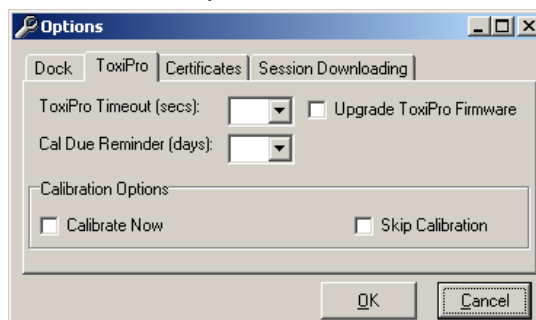 Options
Dock ToxiPro Certificates Session Downloading
ToxiPro Timeout (secs): Upgrade ToxiPro Firmware
Cal Due Reminder (days):
Calibration Options
Calibrate Now Skip Calibration
OK Cancel